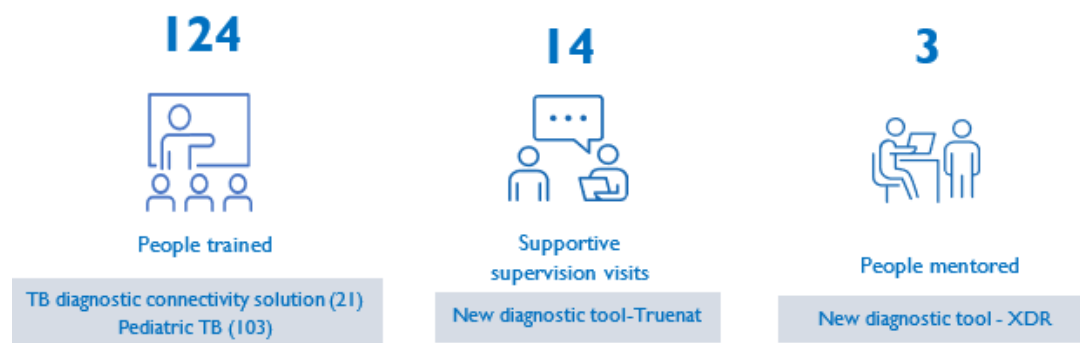 124
People trained
TB diagnostic connectivity solution (21)
Pediatric TB (103)
14
Supportive
supervision visits
New diagnostic tool-Truenat
3
People mentored
New diagnostic tool - XDR